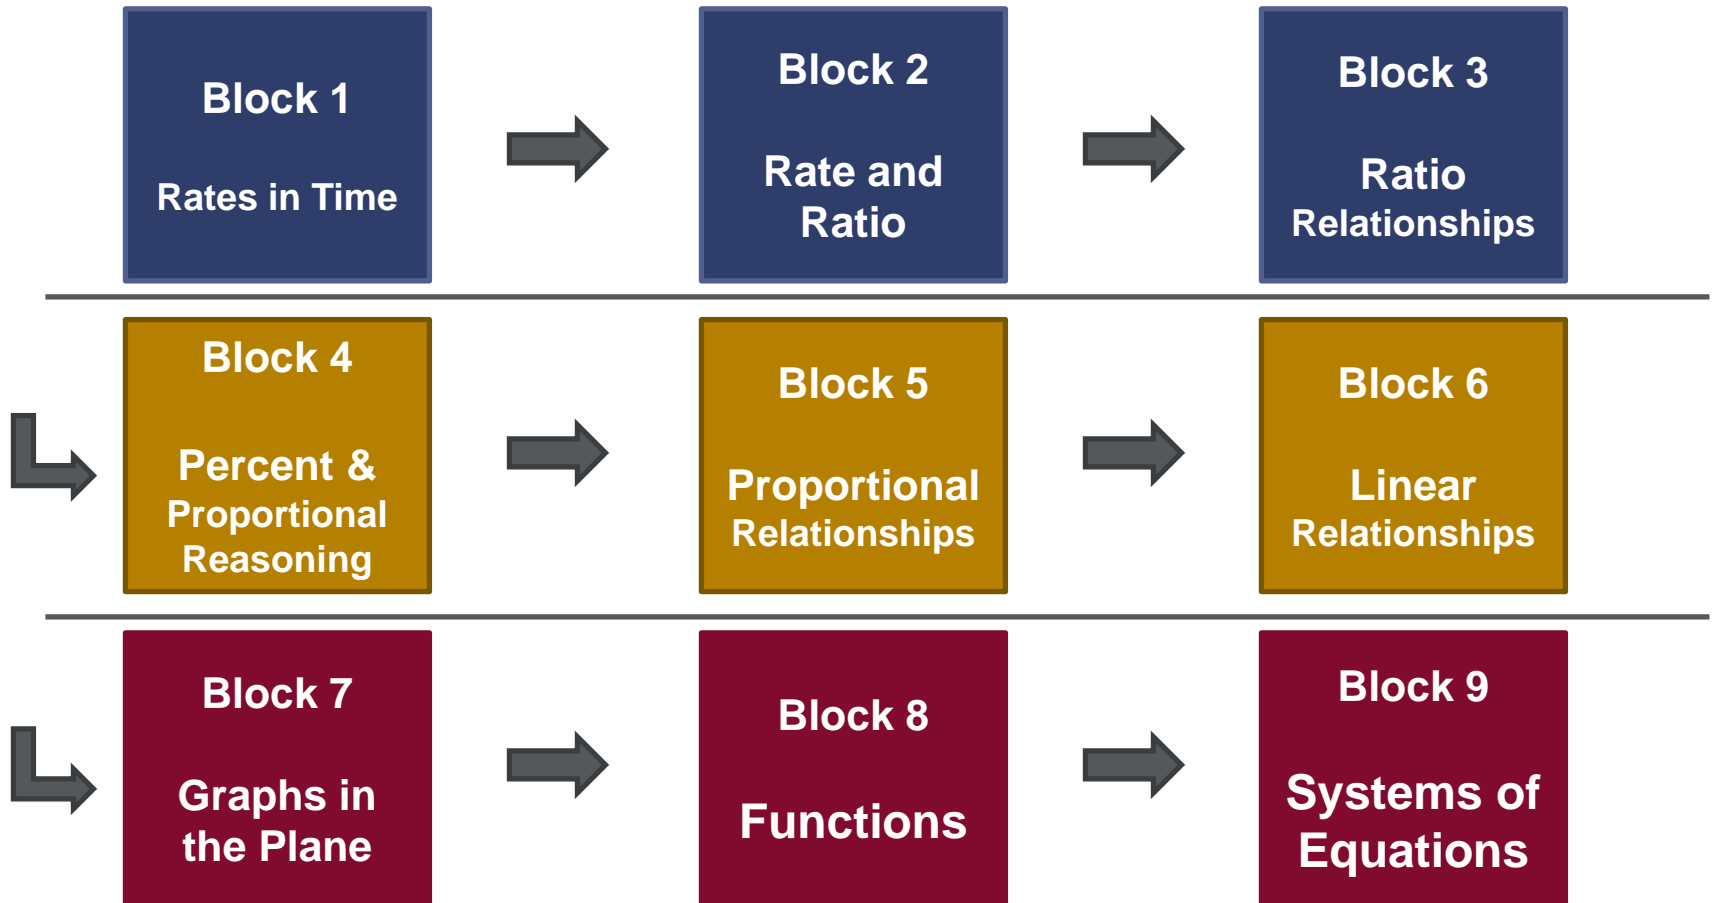 Block 1
Rates in Time
Block 2
Rate and
Ratio
Block 3
Ratio
Relationships
Block 4
Percent &
Proportional
Reasoning
Block 5
Proportional
Relationships
Block 6
Linear
Relationships
Block 7
Graphs in
the Plane
Block 8
Functions
Block 9
Systems of
Equations